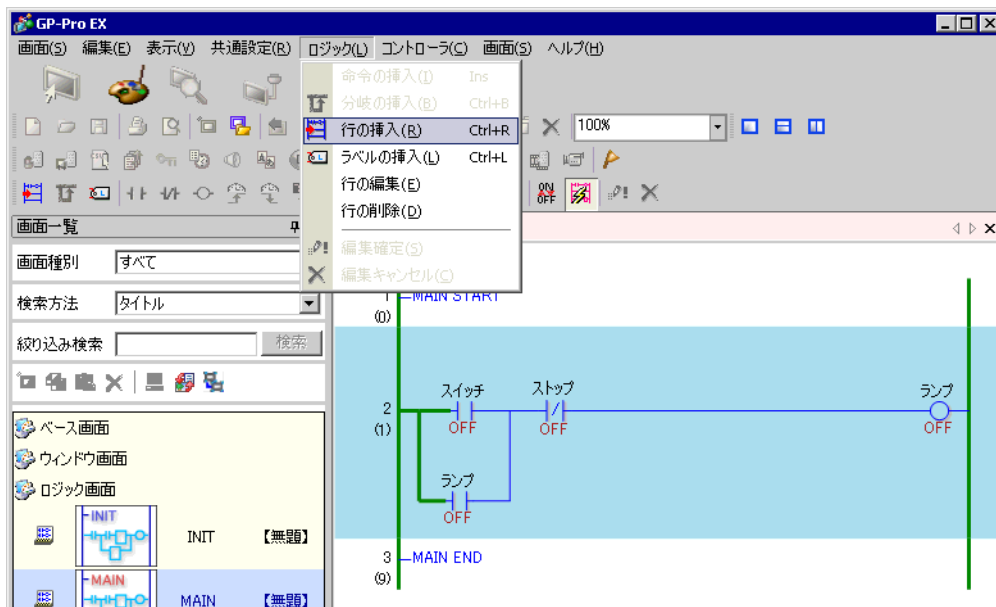 GP-Pro EX
画面(S) 編集(E) 表示(V) 共通設定(R) ロジック(L) コントローラ(C) 画面(S) ヘルプ(H)
命令の挿入(I) Ins
分岐の挿入(B) Ctrl+B
行の挿入(R) Ctrl+R
ラベルの挿入(L) Ctrl+L
行の編集(E)
行の削除(D)
編集確定(S)
編集キャンセル(C)
100%
ON
OFF
画面一覧
画面種別 すべて
検索方法 タイトル
絞り込み検索 検索
ベース画面
ウィンドウ画面
ロジック画面
INIT
INIT 【無題】
MAIN
MAIN 【無題】
1 MAIN START
(0)
スイッチ ストップ ランプ
2
(1)
OFF OFF OFF
ランプ
OFF
3 MAIN END
(9)